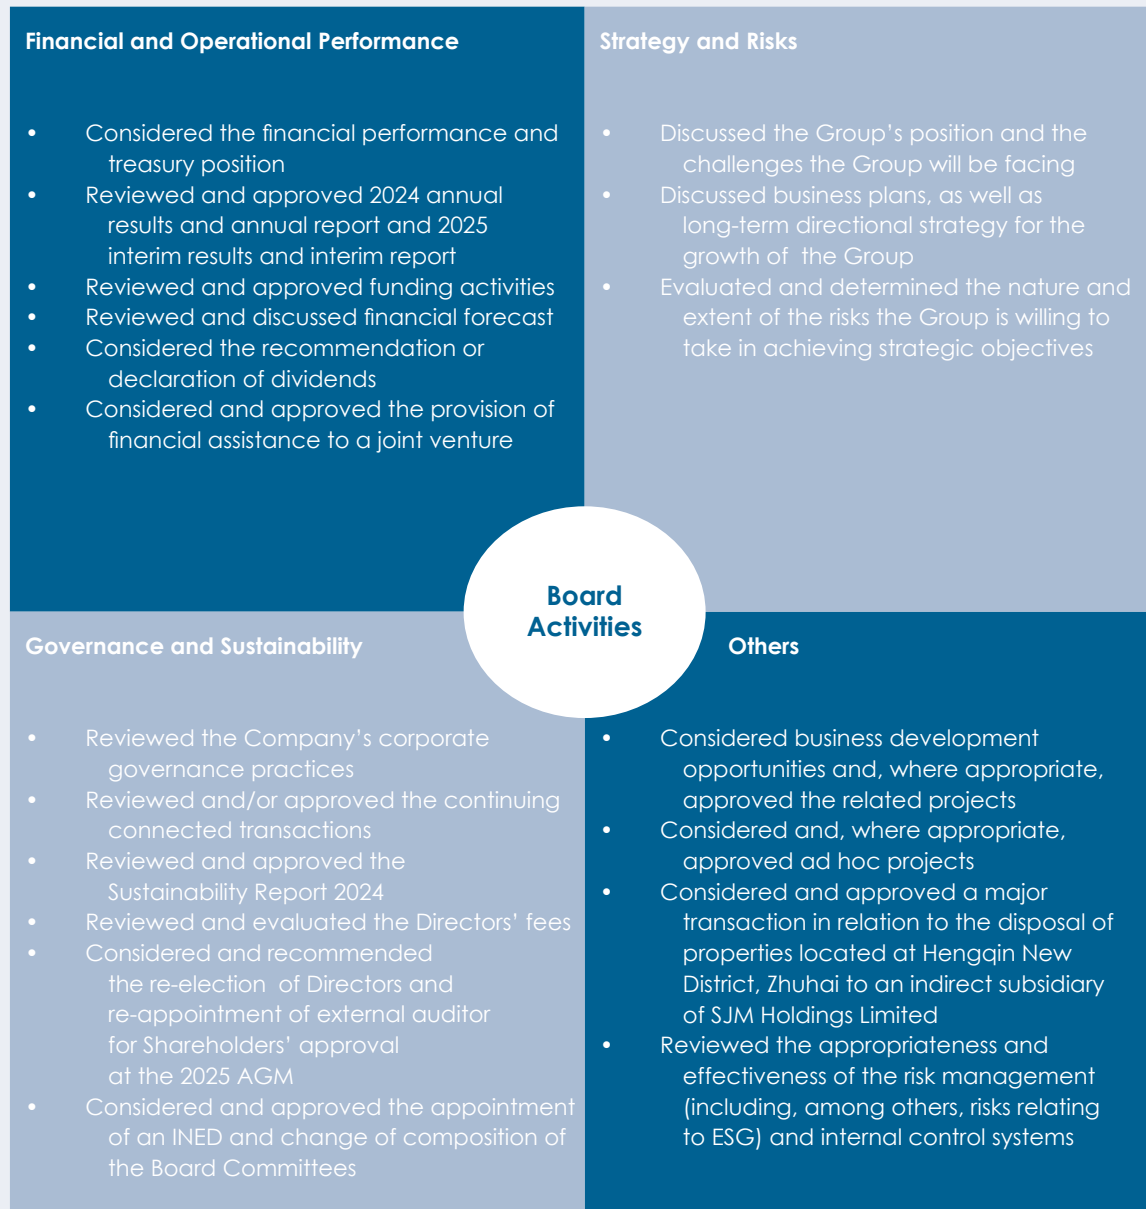 Financial and Operational Performance
• Considered the financial performance and
treasury position
• Reviewed and approved 2024 annual
results and annual report and 2025
interim results and interim report
• Reviewed and approved funding activities
• Reviewed and discussed financial forecast
• Considered the recommendation or
declaration of dividends
• Considered and approved the provision of
financial assistance to a joint venture
Strategy and Risks
• Discussed the Group's position and the
challenges the Group will be facing
• Discussed business plans, as well as
long-term directional strategy for the
growth of the Group
• Evaluated and determined the nature and
extent of the risks the Group is willing to
take in achieving strategic objectives
Board
Activities
Governance and Sustainability
• Reviewed the Company's corporate
governance practices
• Reviewed and/or approved the continuing
connected transactions
• Reviewed and approved the
Sustainability Report 2024
• Reviewed and evaluated the Directors' fees
• Considered and recommended
the re-election of Directors and
re-appointment of external auditor
for Shareholders' approval
at the 2025 AGM
• Considered and approved the appointment
of an INED and change of composition of
the Board Committees
Others
• Considered business development
opportunities and, where appropriate,
approved the related projects
• Considered and, where appropriate,
approved ad hoc projects
• Considered and approved a major
transaction in relation to the disposal of
properties located at Hengqin New
District, Zhuhai to an indirect subsidiary
of SJM Holdings Limited
• Reviewed the appropriateness and
effectiveness of the risk management
(including, among others, risks relating
to ESG) and internal control systems